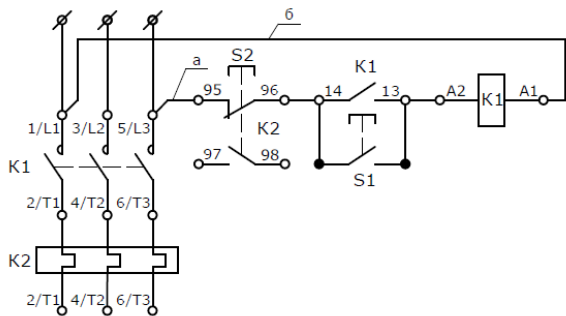 б
a
S2
K1
95
96
14
13
A2
K1
A1
1/L1
3/L2
5/L3
K2
97
98
S1
K1
2/T1
4/T2
6/T3
K2
2/T1
4/T2
6/T3